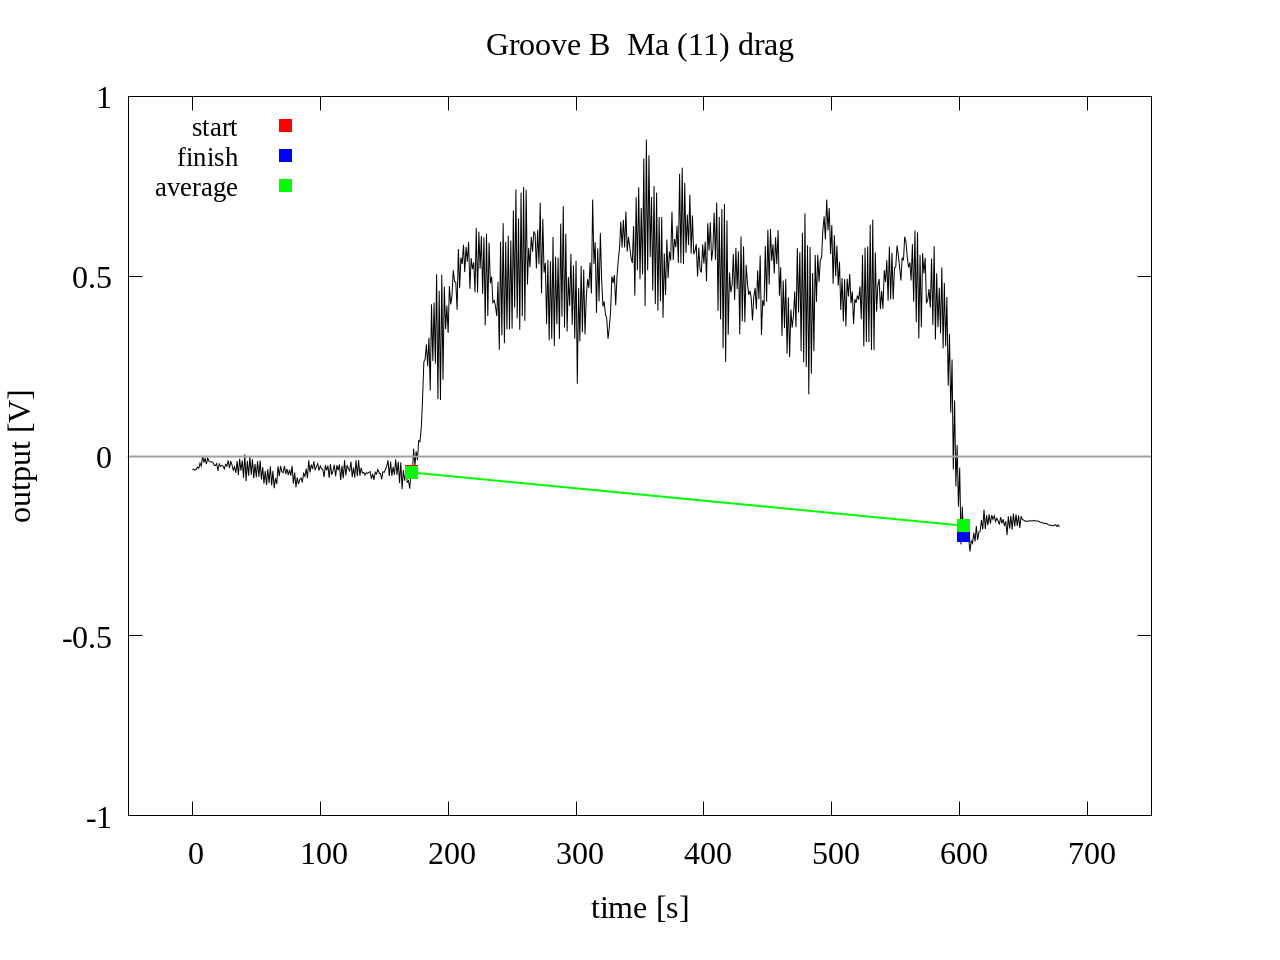 Groove B  Ma (11) drag
start
finish
average
1
0.5
0
-0.5
-1
output [V]
0 100 200 300 400 500 600 700
time [s]